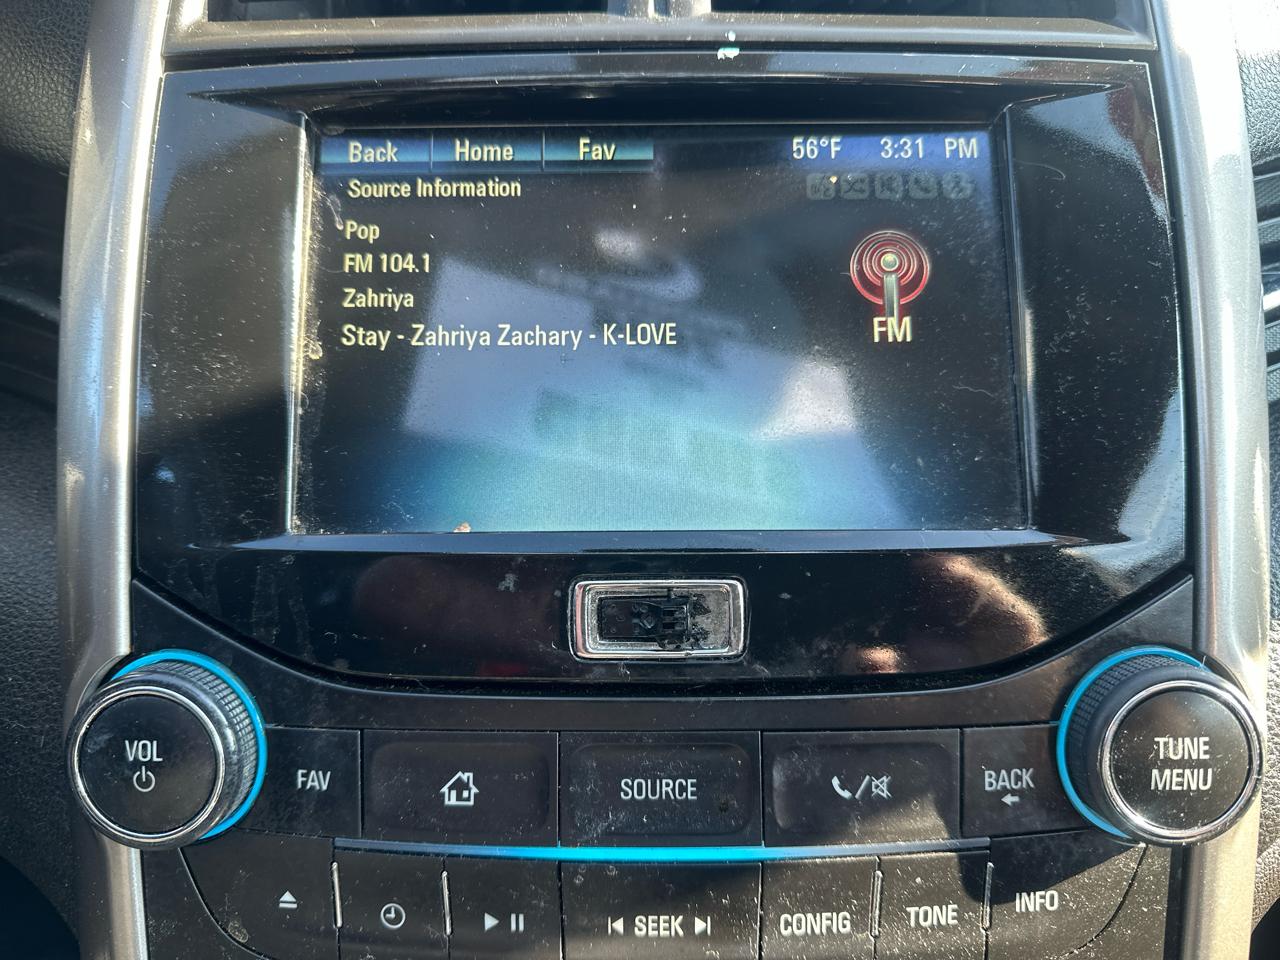 Back Home Fav 56°F 3:31 PM
Source Information
Pop
FM 104.1
Zahriya
Stay - Zahriya Zachary - K-LOVE
FM
VOL
FAV
SOURCE
BACK
TUNE
MENU
SEEK
CONFIG
TONE
INFO